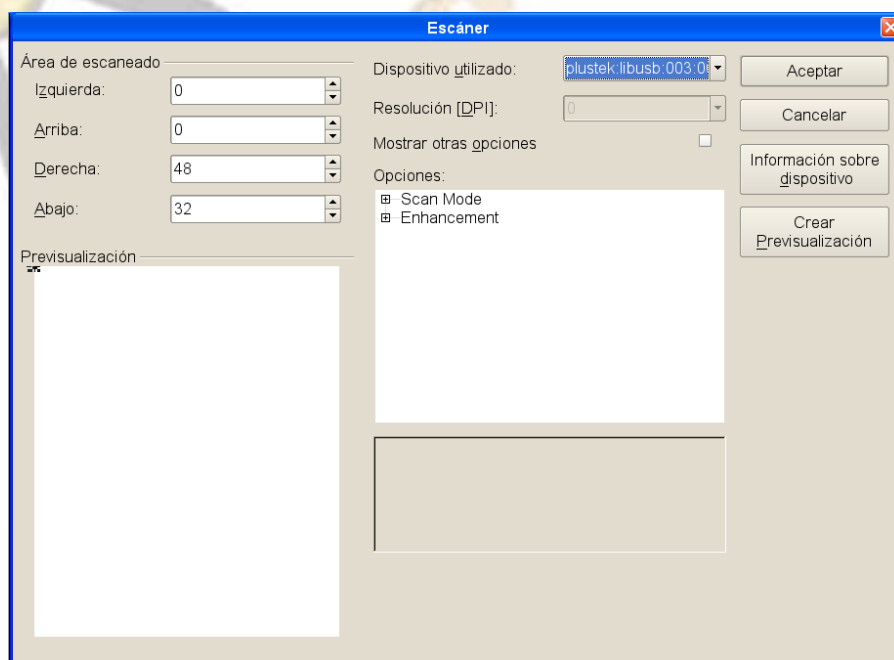 Escáner
Área de escaneado
Izquierda:
0
Arriba:
0
Derecha:
48
Abajo:
32
Previsualización
Dispositivo utilizado:
plustek:libusb:003:0
Resolución [DPI]:
0
Mostrar otras opciones
Opciones:
Scan Mode
Enhancement
Aceptar
Cancelar
Información sobre
dispositivo
Crear
Previsualización